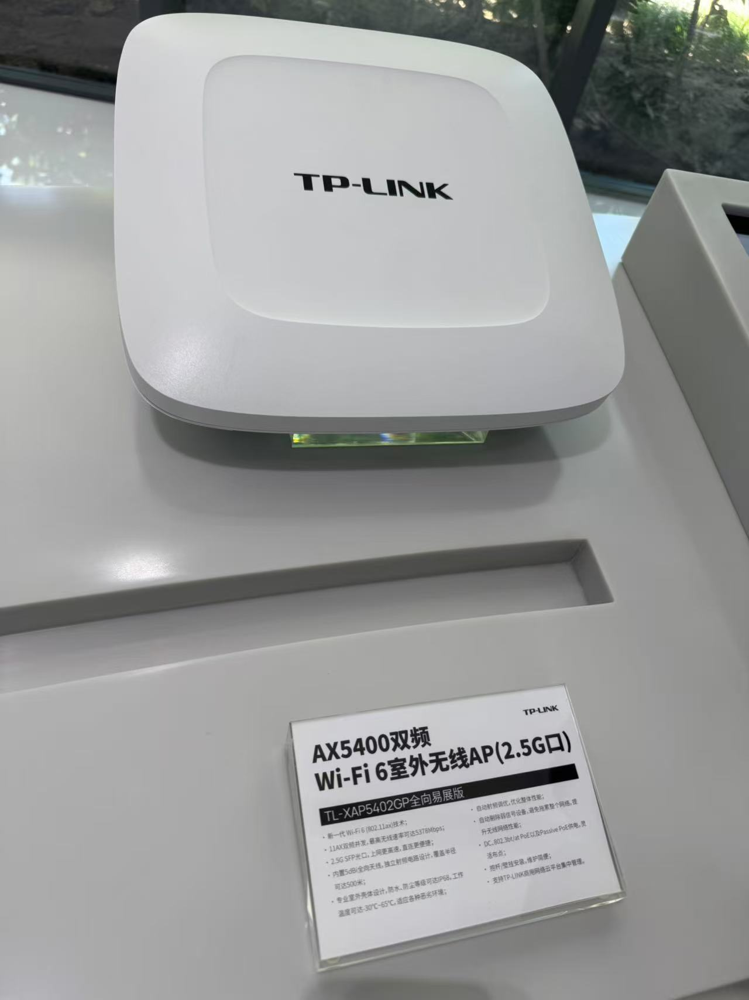 TP-LINK
TP-LINK
AX5400双频
Wi-Fi 6室外无线AP(2.5G口)
TL-XAP5402GP全向易展版
· 新一代 Wi-Fi 6 (802.11ax)技术；
· 11AX双频并发，最高无线速率可达5378Mbps；
· 2.5G SFP光口，上网更高速，直连更便捷；
· 内置5dBi全向天线，独立射频电路设计，覆盖半径
可达500米；
· 专业室外壳体设计，防水、防尘等级可达IP68，工作
温度可达-30℃~65℃，适应各种恶劣环境；
· 自动射频调优，优化整体性能；
· 自动剔除弱信号设备，避免拖累整个网络，提
升无线网络性能；
· DC、802.3bt/at PoE以及Passive PoE供电，灵
活布点；
· 抱杆/壁挂安装，维护简便；
· 支持TP-LINK商用网络云平台集中管理。